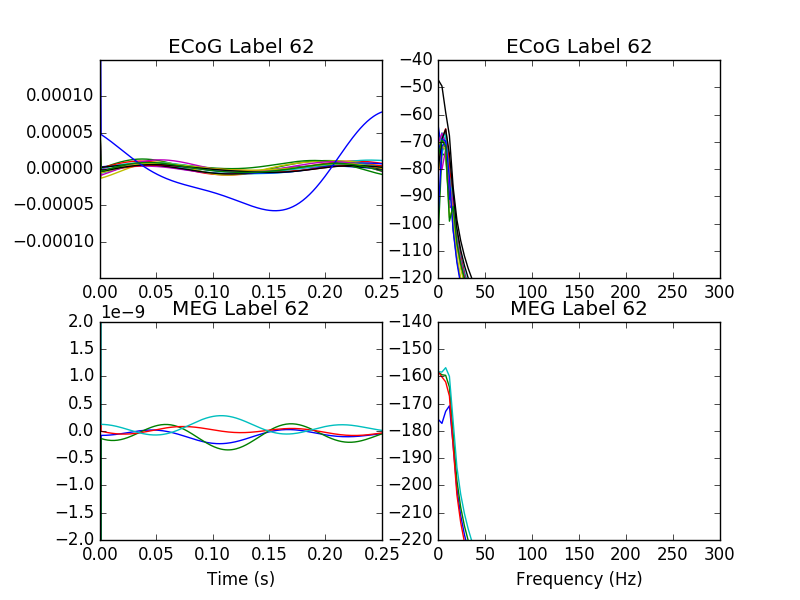 ECoG Label 62
0.00010
0.00005
0.00000
−0.00005
−0.00010
0.00 0.05 0.10 0.15 0.20 0.25
ECoG Label 62
−40
−50
−60
−70
−80
−90
−100
−110
−120
0 50 100 150 200 250 300
1e−9
MEG Label 62
2.0
1.5
1.0
0.5
0.0
−0.5
−1.0
−1.5
−2.0
0.00 0.05 0.10 0.15 0.20 0.25
Time (s)
MEG Label 62
−140
−150
−160
−170
−180
−190
−200
−210
−220
0 50 100 150 200 250 300
Frequency (Hz)